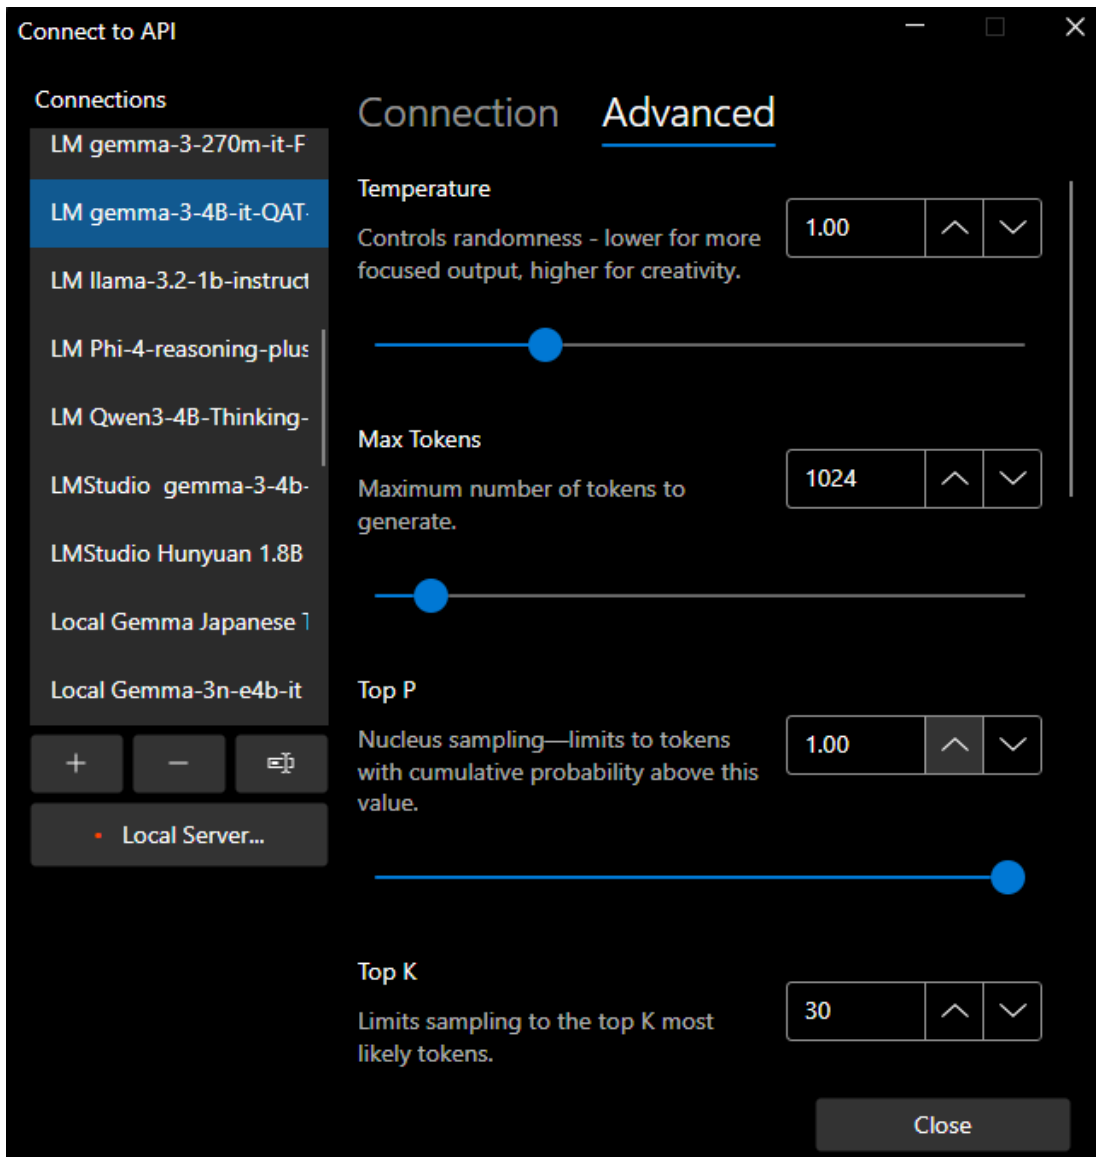 Connect to API
Connections
LM gemma-3-270m-it-F
LM gemma-3-4B-it-QAT-
LM llama-3.2-1b-instruct
LM Phi-4-reasoning-plus
LM Qwen3-4B-Thinking-
LMStudio  gemma-3-4b-
LMStudio Hunyuan 1.8B
Local Gemma Japanese T
Local Gemma-3n-e4b-it
Local Server...
Connection Advanced
Temperature
Controls randomness - lower for more
focused output, higher for creativity.
1.00
Max Tokens
Maximum number of tokens to
generate.
1024
Top P
Nucleus sampling—limits to tokens
with cumulative probability above this
value.
1.00
Top K
Limits sampling to the top K most
likely tokens.
30
Close